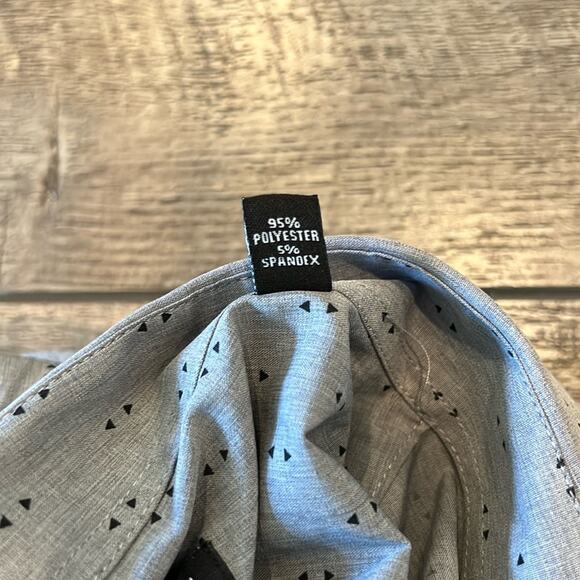 95%
POLYESTER
5%
SPANDEX